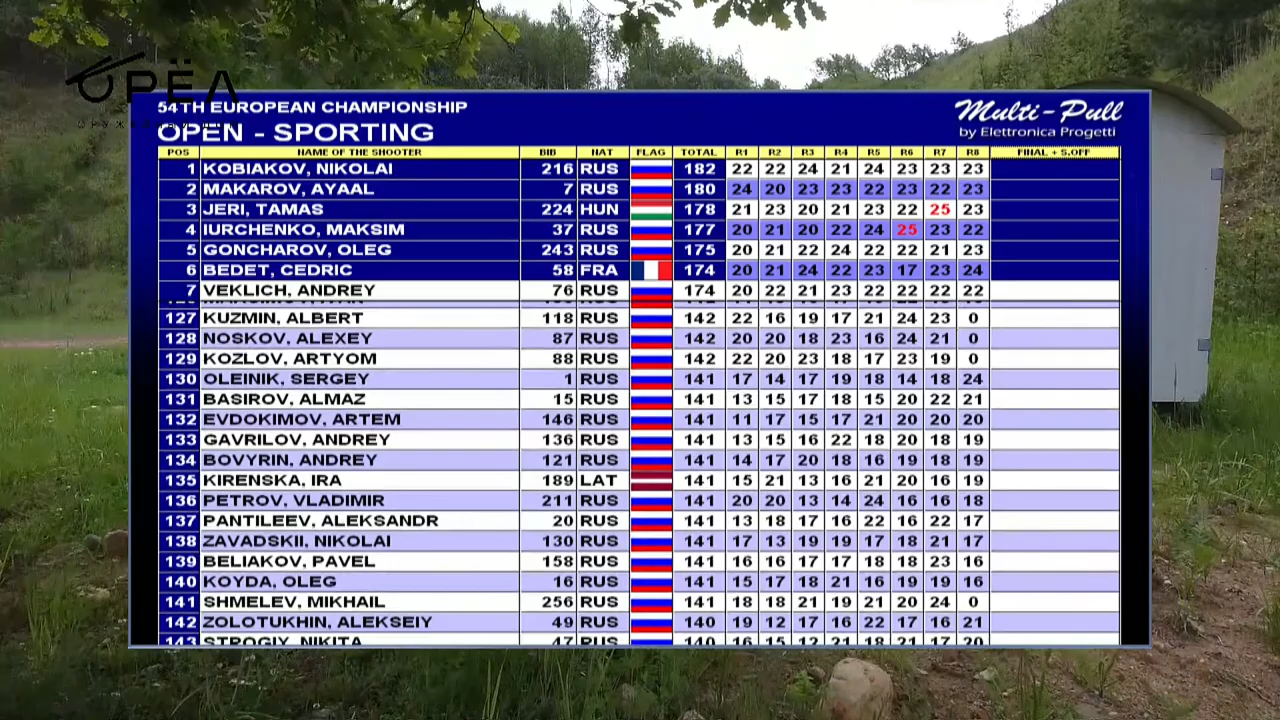 ОРЁЛ
54TH EUROPEAN CHAMPIONSHIP
OPEN - SPORTING
Multi-Pull
by Elettronica Progetti
POS NAME OF THE SHOOTER BIB NAT FLAG TOTAL R1 R2 R3 R4 R5 R6 R7 R8 FINAL + S.OFF
1 KOBIAKOV, NIKOLAI 216 RUS 182 22 22 24 21 24 23 23 23
2 MAKAROV, AYAAL 7 RUS 180 24 20 23 23 22 23 22 23
3 JERI, TAMAS 224 HUN 178 21 23 20 21 23 22 25 23
4 IURCHENKO, MAKSIM 37 RUS 177 20 21 20 22 24 25 23 22
5 GONCHAROV, OLEG 243 RUS 175 20 21 22 24 22 22 21 23
6 BEDET, CEDRIC 58 FRA 174 20 21 24 22 23 17 23 24
7 VEKLICH, ANDREY 76 RUS 174 20 22 21 23 22 22 22 22
127 KUZMIN, ALBERT 118 RUS 142 22 16 19 17 21 24 23 0
128 NOSKOV, ALEXEY 87 RUS 142 20 20 18 23 16 24 21 0
129 KOZLOV, ARTYOM 88 RUS 142 22 20 23 18 17 23 19 0
130 OLEINIK, SERGEY 1 RUS 141 17 14 17 19 18 14 18 24
131 BASIROV, ALMAZ 15 RUS 141 13 15 17 18 15 20 22 21
132 EVDOKIMOV, ARTEM 146 RUS 141 11 17 15 17 21 20 20 20
133 GAVRILOV, ANDREY 136 RUS 141 13 15 16 22 18 20 18 19
134 BOVYRIN, ANDREY 121 RUS 141 14 17 20 18 16 19 18 19
135 KIRENSKA, IRA 189 LAT 141 15 21 13 16 21 20 16 19
136 PETROV, VLADIMIR 211 RUS 141 20 20 13 14 24 16 16 18
137 PANTILEEV, ALEKSANDR 20 RUS 141 13 18 17 16 22 16 22 17
138 ZAVADSKII, NIKOLAI 130 RUS 141 17 13 19 19 17 18 21 17
139 BELIAKOV, PAVEL 158 RUS 141 16 16 17 17 18 18 23 16
140 KOYDA, OLEG 16 RUS 141 15 17 18 21 16 19 19 16
141 SHMELEV, MIKHAIL 256 RUS 141 18 18 21 19 21 20 24 0
142 ZOLOTUKHIN, ALEKSEIY 49 RUS 140 19 12 17 16 22 17 16 21
143 STROGIY, NIKITA 47 RUS 140 16 15 12 21 18 21 17 20